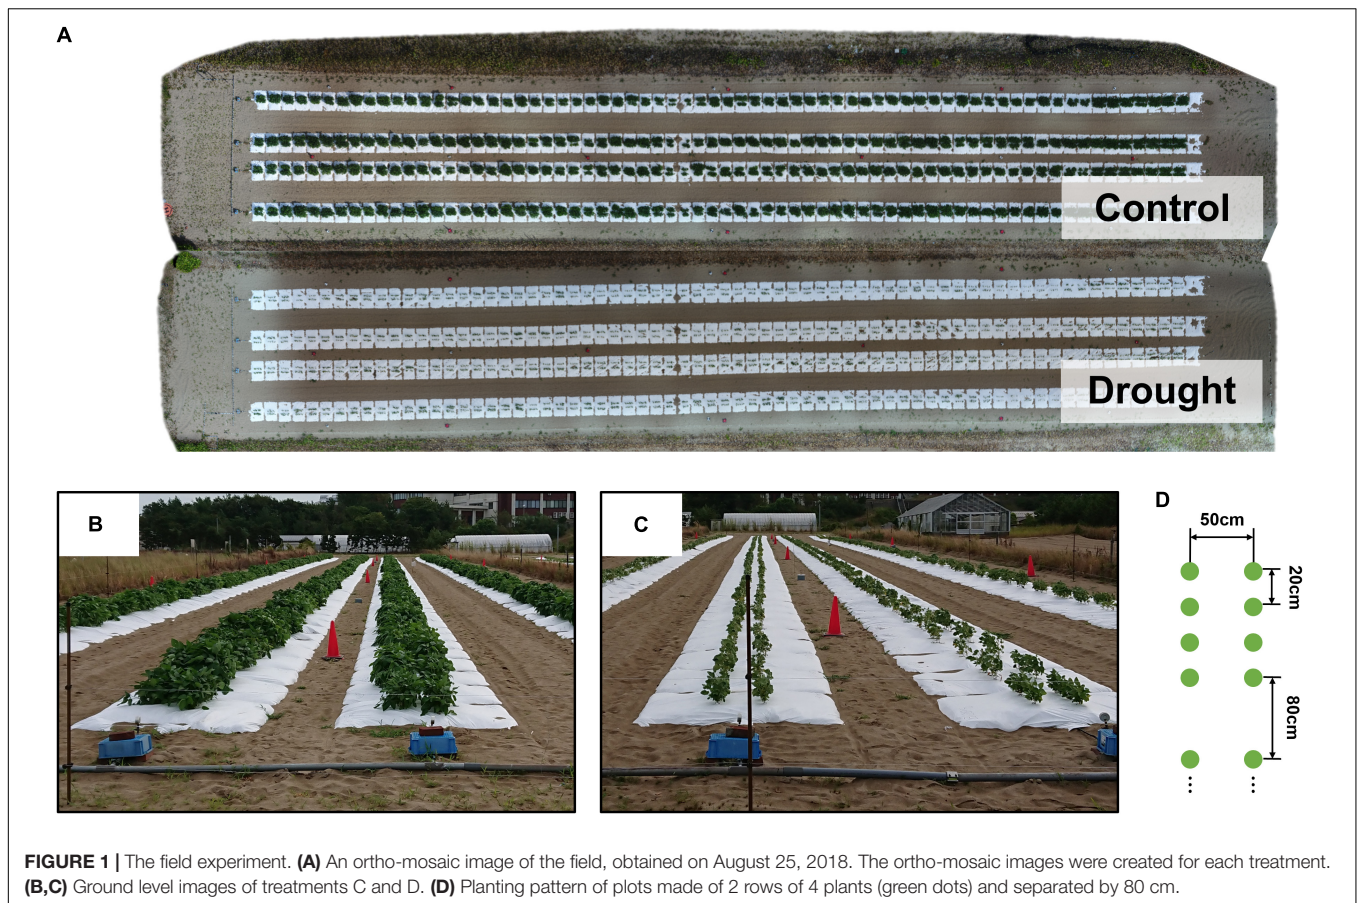 A
Control
Drought
B
C
D
50cm
20cm
80cm
FIGURE 1 | The field experiment. (A) An ortho-mosaic image of the field, obtained on August 25, 2018. The ortho-mosaic images were created for each treatment.
(B,C) Ground level images of treatments C and D. (D) Planting pattern of plots made of 2 rows of 4 plants (green dots) and separated by 80 cm.